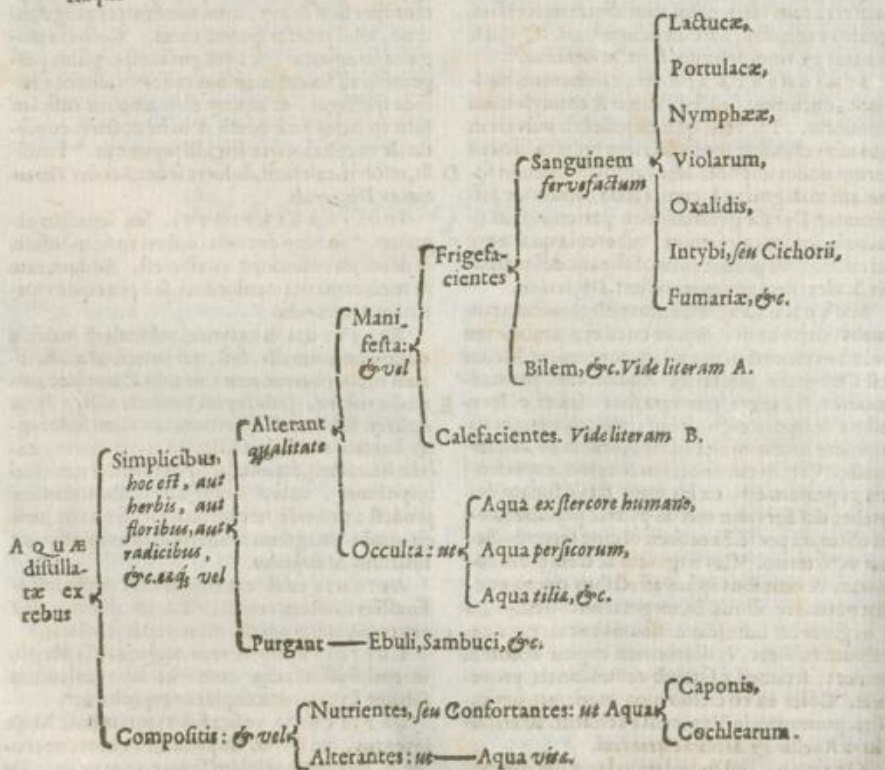 Lactucæ,
Portulacæ,
Nymphææ,
Sanguinem
fervefactum
Violarum,
Oxalidis,
Intybi, seu Cichorii,
Fumariæ, &c.
Frigefa-
cientes
Bilem, &c. Vide literam A.
Mani-
festa:
& vel
Calefacientes. Vide literam B.
Alterant
qualitate
Simplicibus,
hoc est, aut
herbis, aut
floribus, aut
radicibus,
&c. eæq; vel
Occulta: ut
Aqua ex stercore humano,
Aqua persicorum,
Aqua tiliæ, &c.
AQUÆ
distilla-
tæ ex
rebus
Purgant — Ebuli, Sambuci, &c.
Compositis: & vel
Nutrientes, seu Confortantes: ut Aqua
Caponis,
Cochlearum.
Alterantes: ut — Aqua vitæ.